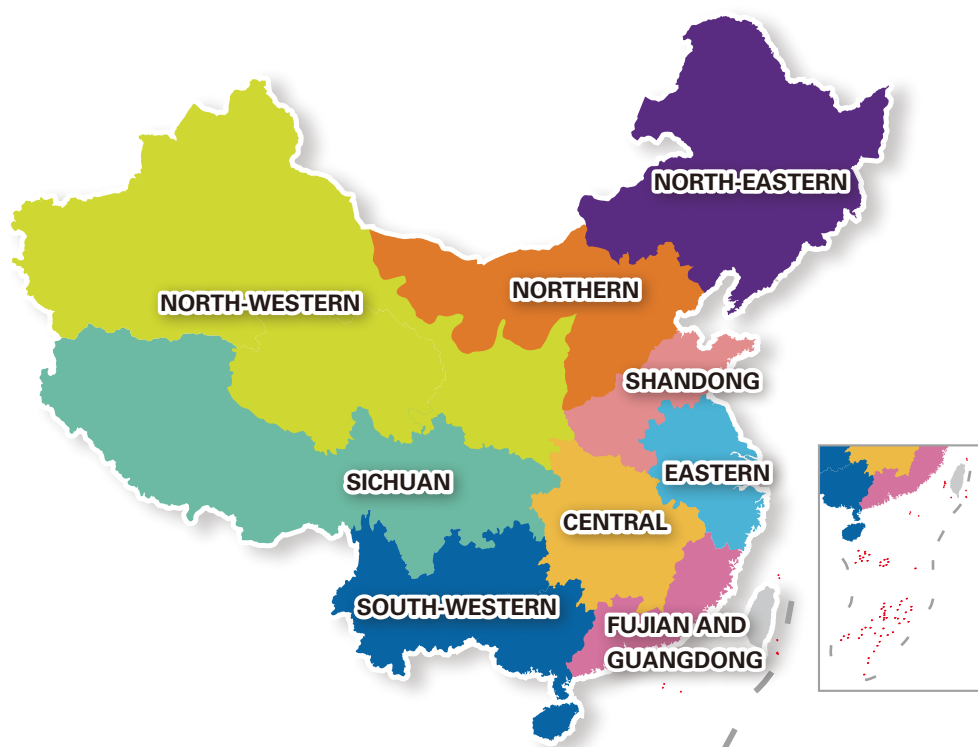 NORTH-EASTERN
NORTHERN
NORTH-WESTERN
SHANDONG
EASTERN
SICHUAN
CENTRAL
SOUTH-WESTERN
FUJIAN AND
GUANGDONG